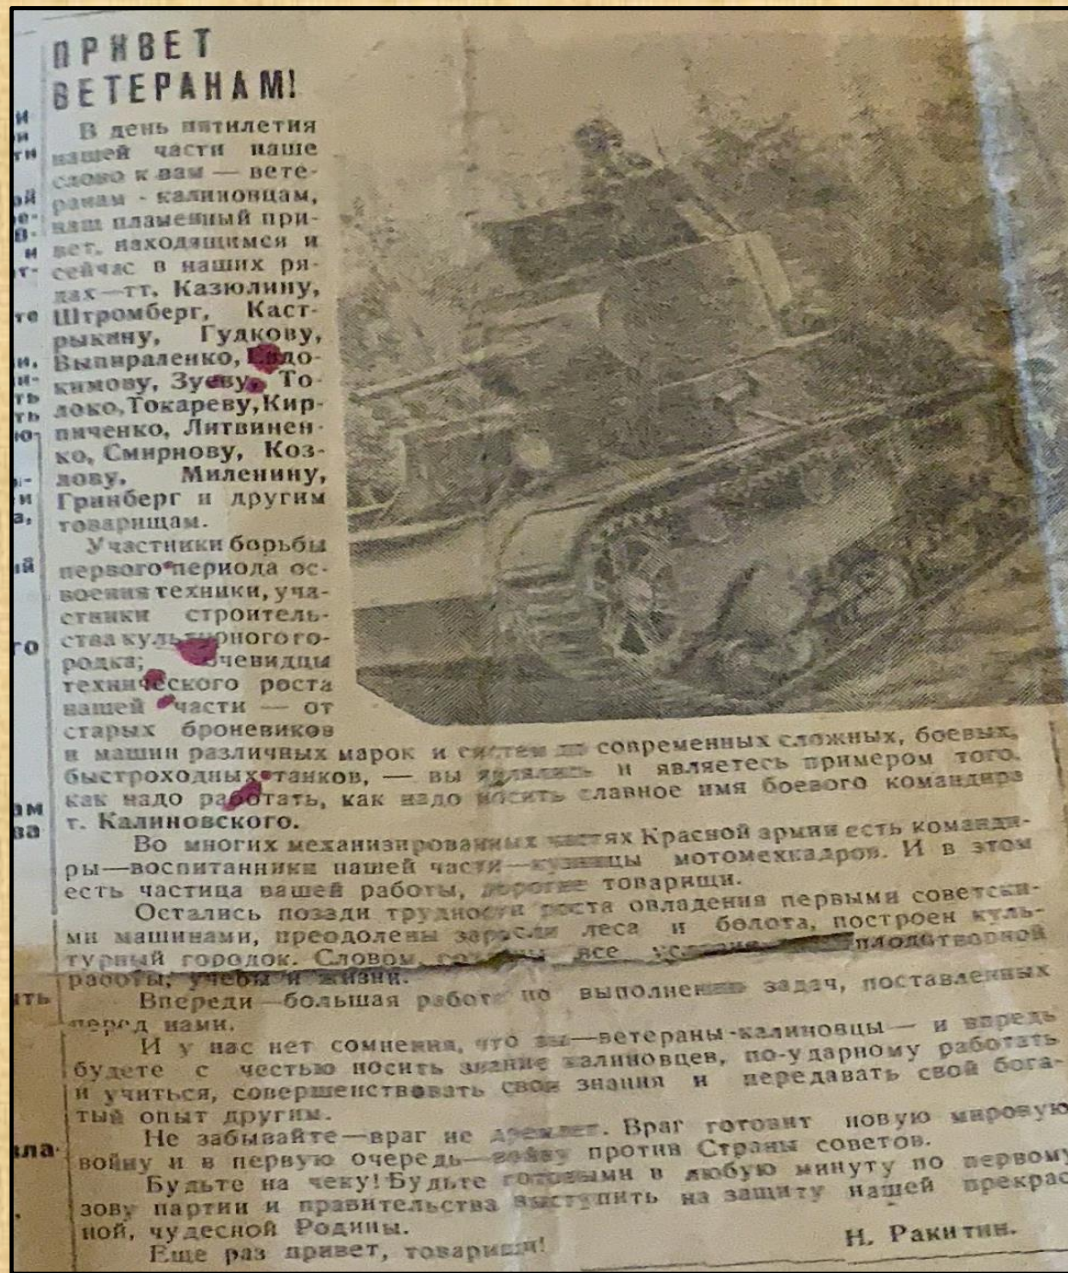 ПРИВЕТ
ВЕТЕРАНАМ!
В день пятилетия
нашей части наше
слово к вам — вете-
ранам - калиновцам,
наш пламенный при-
вет, находящимся и
сейчас в наших ря-
дах—тт. Казюлину,
Штромберг, Каст-
рыкину, Гудкову,
Выпираленко, Евдо-
кимову, Зуеву, То-
локо, Токареву, Кир-
пиченко, Литвинен-
ко, Смирнову, Коз-
лову, Миленину,
Гринберг и другим
товарищам.
Участники борьбы
первого периода ос-
воения техники, уча-
стники строитель-
ства культурного го-
родка; очевидцы
технического роста
нашей части — от
старых броневиков
и машин различных марок и систем до современных сложных, боевых,
быстроходных танков, — вы являлись и являетесь примером того,
как надо работать, как надо носить славное имя боевого командира
т. Калиновского.
Во многих механизированных частях Красной армии есть команди-
ры—воспитанники нашей части—кузницы мотомехкадров. И в этом
есть частица вашей работы, дорогие товарищи.
Остались позади трудности роста овладения первыми советски-
ми машинами, преодолены заросли леса и болота, построен куль-
турный городок. Словом, все плодотворной
работы, учебы и жизни.
Впереди—большая работа по выполнению задач, поставленных
перед нами.
И у нас нет сомнения, что вы—ветераны-калиновцы— и впредь
будете с честью носить звание калиновцев, по-ударному работать
и учиться, совершенствовать свои знания и передавать свой бога-
тый опыт другим.
Не забывайте—враг не дремлет. Враг готовит новую мировую
войну и в первую очередь—войну против Страны советов.
Будьте на чеку! Будьте готовыми в любую минуту по первому
зову партии и правительства выступить на защиту нашей прекрас
ной, чудесной Родины.
Еще раз привет, товарищи!
Н. Ракитин.